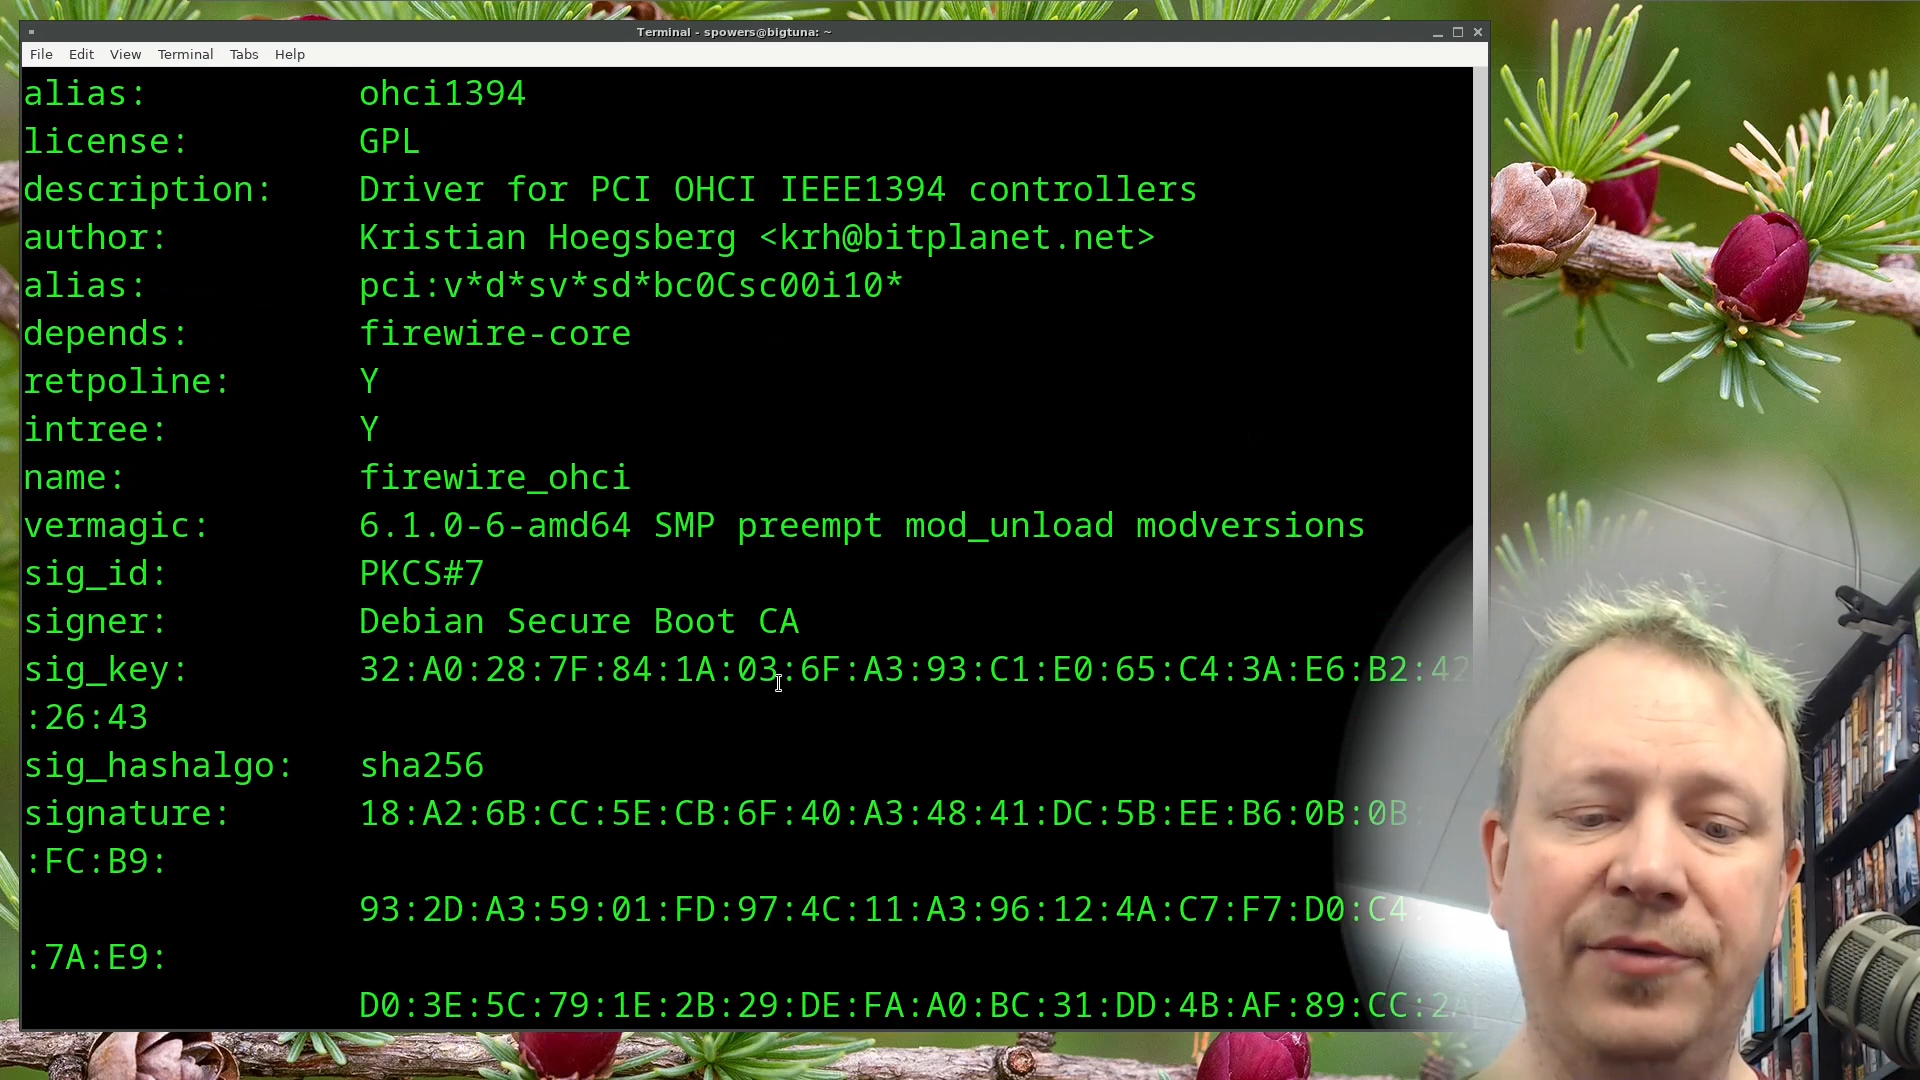 Terminal - spowers@bigtuna: ~
File Edit View Terminal Tabs Help
alias: ohci1394
license: GPL
description: Driver for PCI OHCI IEEE1394 controllers
author: Kristian Hoegsberg <krh@bitplanet.net>
alias: pci:v*d*sv*sd*bc0Csc00i10*
depends: firewire-core
retpoline: Y
intree: Y
name: firewire_ohci
vermagic: 6.1.0-6-amd64 SMP preempt mod_unload modversions
sig_id: PKCS#7
signer: Debian Secure Boot CA
sig_key: 32:A0:28:7F:84:1A:03:6F:A3:93:C1:E0:65:C4:3A:E6:B2:42
:26:43
sig_hashalgo: sha256
signature: 18:A2:6B:CC:5E:CB:6F:40:A3:48:41:DC:5B:EE:B6:0B:0B:
:FC:B9:
93:2D:A3:59:01:FD:97:4C:11:A3:96:12:4A:C7:F7:D0:C4
:7A:E9:
D0:3E:5C:79:1E:2B:29:DE:FA:A0:BC:31:DD:4B:AF:89:CC:2A